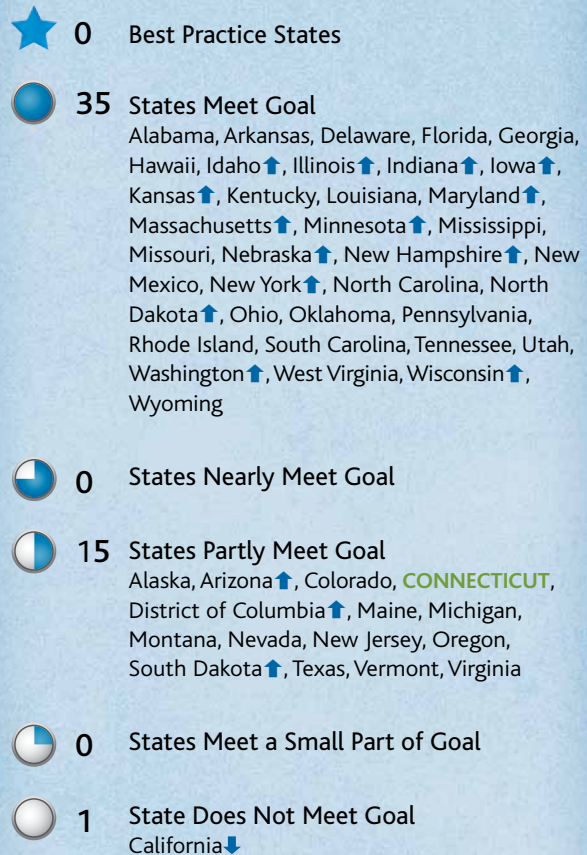 0 Best Practice States
35 States Meet Goal
Alabama, Arkansas, Delaware, Florida, Georgia,
Hawaii, Idaho⬆, Illinois⬆, Indiana⬆, Iowa⬆,
Kansas⬆, Kentucky, Louisiana, Maryland⬆,
Massachusetts⬆, Minnesota⬆, Mississippi,
Missouri, Nebraska⬆, New Hampshire⬆, New
Mexico, New York⬆, North Carolina, North
Dakota⬆, Ohio, Oklahoma, Pennsylvania,
Rhode Island, South Carolina, Tennessee, Utah,
Washington⬆, West Virginia, Wisconsin⬆,
Wyoming
0 States Nearly Meet Goal
15 States Partly Meet Goal
Alaska, Arizona⬆, Colorado, CONNECTICUT,
District of Columbia⬆, Maine, Michigan,
Montana, Nevada, New Jersey, Oregon,
South Dakota⬆, Texas, Vermont, Virginia
0 States Meet a Small Part of Goal
1 State Does Not Meet Goal
California⬇